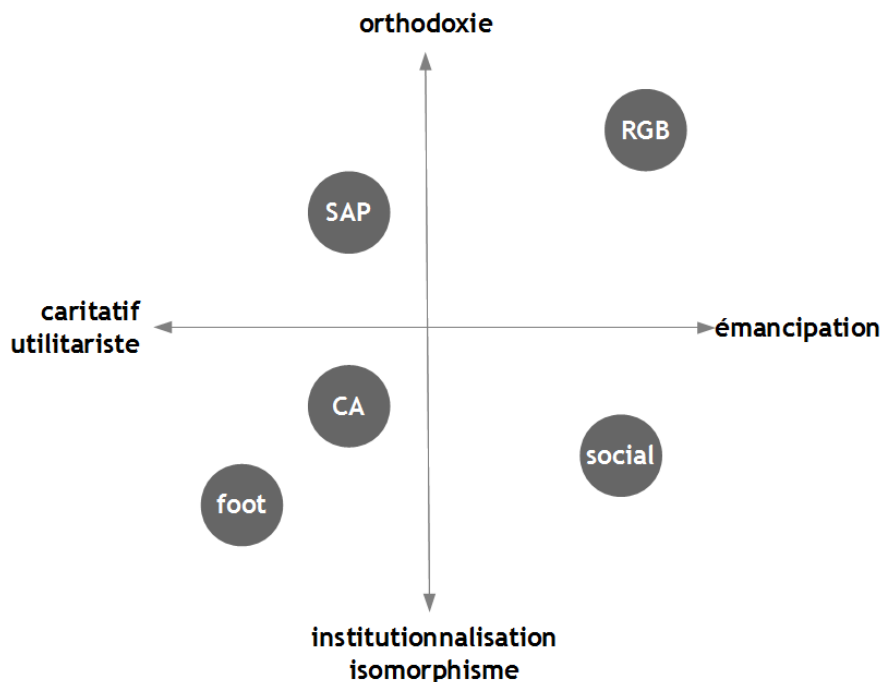 orthodoxie
RGB
SAP
caritatif
utilitariste
émancipation
CA
social
foot
institutionnalisation
isomorphisme